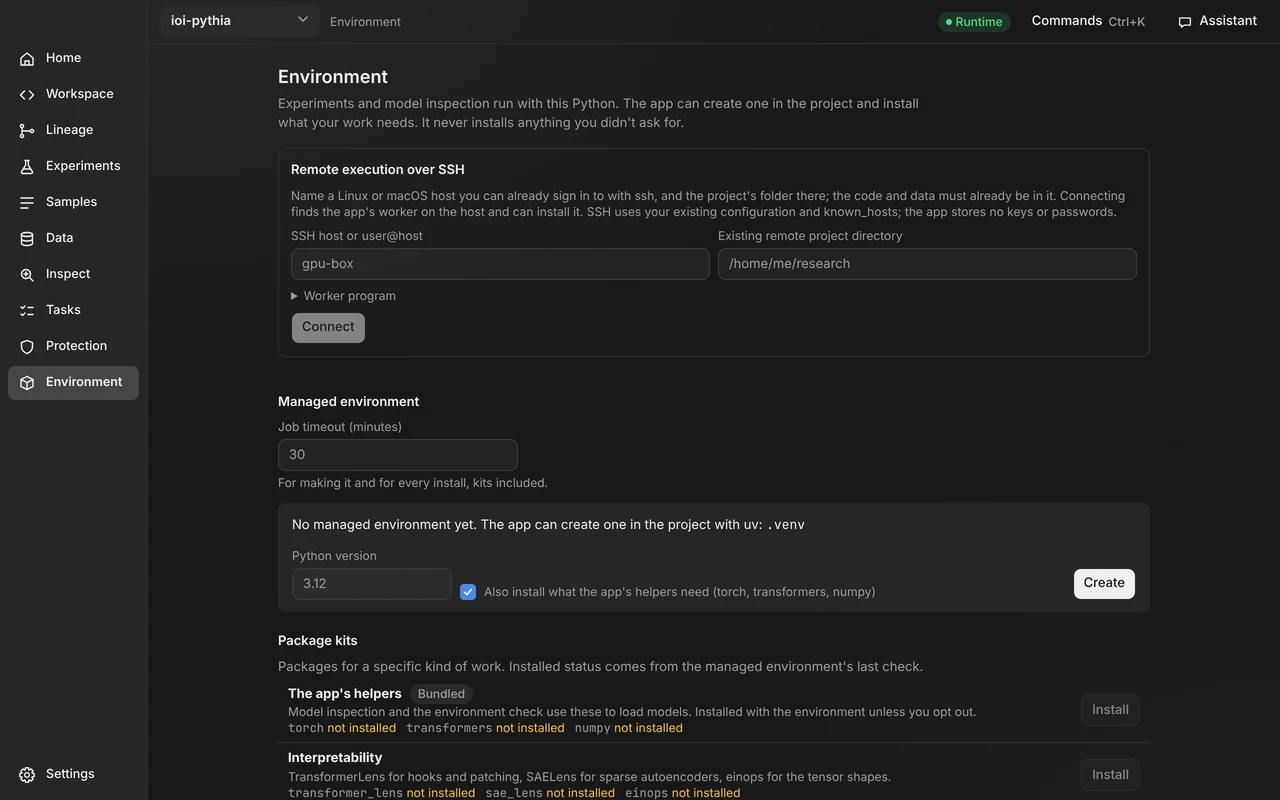 ioi-pythia
Environment
Runtime
Commands Ctrl+K
Assistant
Home
Workspace
Lineage
Experiments
Samples
Data
Inspect
Tasks
Protection
Environment
Settings
Environment
Experiments and model inspection run with this Python. The app can create one in the project and install
what your work needs. It never installs anything you didn't ask for.
Remote execution over SSH
Name a Linux or macOS host you can already sign in to with ssh, and the project's folder there; the code and data must already be in it. Connecting
finds the app's worker on the host and can install it. SSH uses your existing configuration and known_hosts; the app stores no keys or passwords.
SSH host or user@host
gpu-box
Existing remote project directory
/home/me/research
Worker program
Connect
Managed environment
Job timeout (minutes)
30
For making it and for every install, kits included.
No managed environment yet. The app can create one in the project with uv: .venv
Python version
3.12
Also install what the app's helpers need (torch, transformers, numpy)
Create
Package kits
Packages for a specific kind of work. Installed status comes from the managed environment's last check.
The app's helpers Bundled
Model inspection and the environment check use these to load models. Installed with the environment unless you opt out.
torch not installed transformers not installed numpy not installed
Install
Interpretability
TransformerLens for hooks and patching, SAELens for sparse autoencoders, einops for the tensor shapes.
transformer_lens not installed sae_lens not installed einops not installed
Install